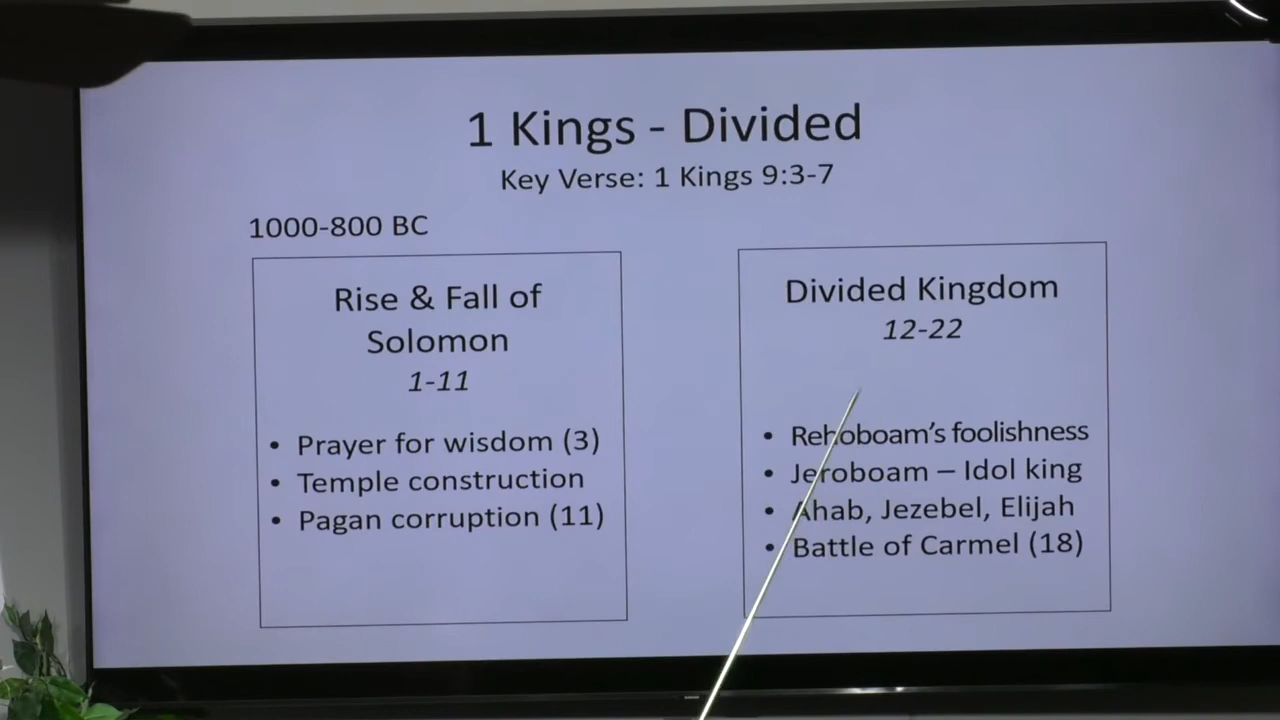 1 Kings - Divided
Key Verse: 1 Kings 9:3-7
1000-800 BC
Rise & Fall of
Solomon
1-11
• Prayer for wisdom (3)
• Temple construction
• Pagan corruption (11)
Divided Kingdom
12-22
• Rehoboam's foolishness
• Jeroboam – Idol king
• Ahab, Jezebel, Elijah
• Battle of Carmel (18)